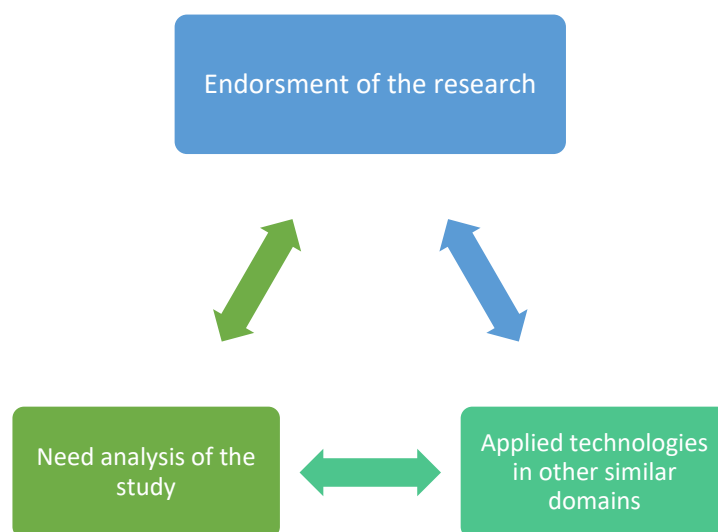 Endorsment of the research
Need analysis of the
study
Applied technologies
in other similar
domains